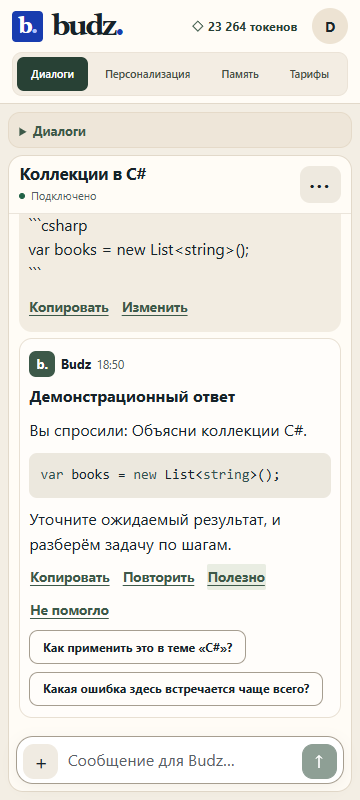 b. budz.
23 264 токенов
D
Диалоги Персонализация Память Тарифы
Диалоги
Коллекции в C#
Подключено
...
```csharp
var books = new List<string>();
```
Копировать Изменить
b. Budz 18:50
Демонстрационный ответ
Вы спросили: Объясни коллекции C#.
var books = new List<string>();
Уточните ожидаемый результат, и
разберём задачу по шагам.
Копировать Повторить Полезно
Не помогло
Как применить это в теме «C#»?
Какая ошибка здесь встречается чаще всего?
+ Сообщение для Budz... ↑